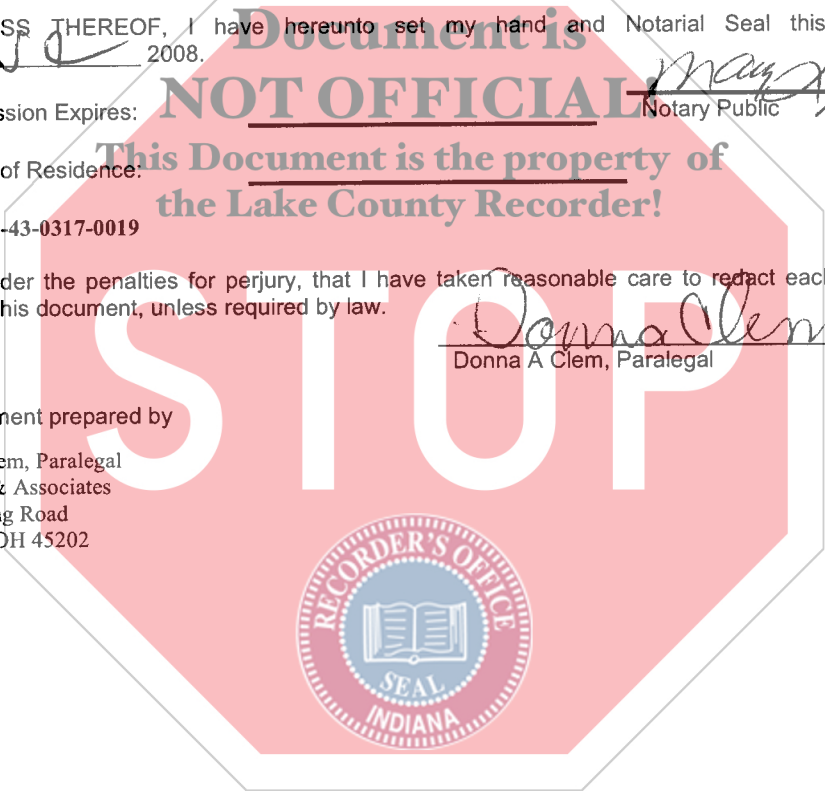 Document is
SS THEREOF, I have hereunto set my hand and Notarial Seal this
2008.
NOT OFFICIAL!
Notary Public
ssion Expires:
This Document is the property of
of Residence:
the Lake County Recorder!
-43-0317-0019
der the penalties for perjury, that I have taken reasonable care to redact each
his document, unless required by law.
Donna Clem
Donna A Clem, Paralegal
STOP
ment prepared by
em, Paralegal
& Associates
g Road
OH 45202
RECORDER'S OFFICE
SEAL
INDIANA